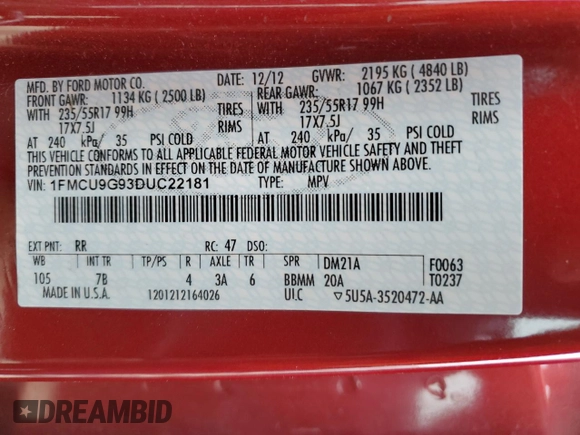 MFD. BY FORD MOTOR CO.
DATE: 12/12 GVWR: 2195 KG ( 4840 LB)
FRONT GAWR: 1134 KG ( 2500 LB) REAR GAWR: 1067 KG ( 2352 LB)
WITH 235/55R17 99H TIRES WITH 235/55R17 99H TIRES
17X7.5J RIMS 17X7.5J RIMS
AT 240 kPa/ 35 PSI COLD AT 240 kPa/ 35 PSI COLD
THIS VEHICLE CONFORMS TO ALL APPLICABLE FEDERAL MOTOR VEHICLE SAFETY AND THEFT
PREVENTION STANDARDS IN EFFECT ON THE DATE OF MANUFACTURE SHOWN ABOVE.
VIN: 1FMCU9G93DUC22181 TYPE: MPV
EXT PNT: RR RC: 47 DSO:
WB INT TR TP/PS R AXLE TR SPR DM21A F0063
105 7B 4 3A 6 BBMM 20A T0237
MADE IN U.S.A. 1201212164026 UI.C ▽5U5A-3520472-AA
DREAMBID